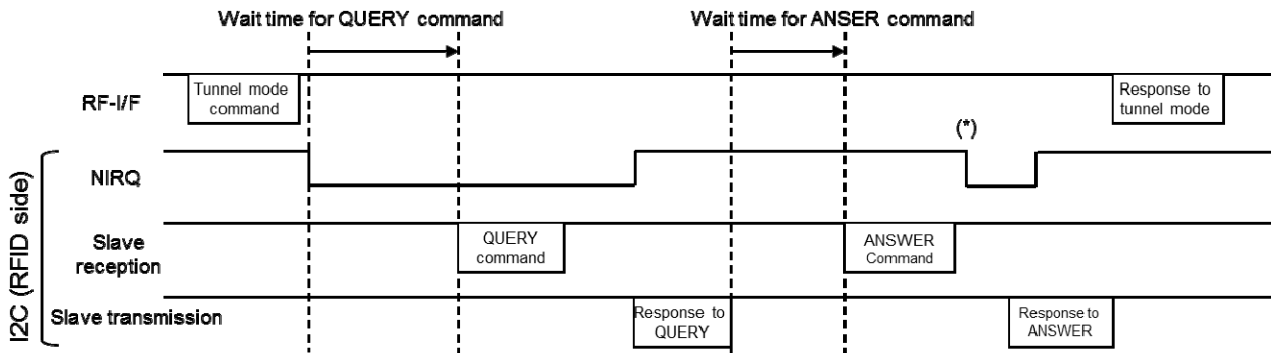 Wait time for QUERY command
Wait time for ANSER command
RF-I/F
Tunnel mode
command
Response to
tunnel mode
(*)
I2C (RFID side)
NIRQ
Slave
reception
QUERY
command
ANSWER
Command
Slave transmission
Response to
QUERY
Response to
ANSWER